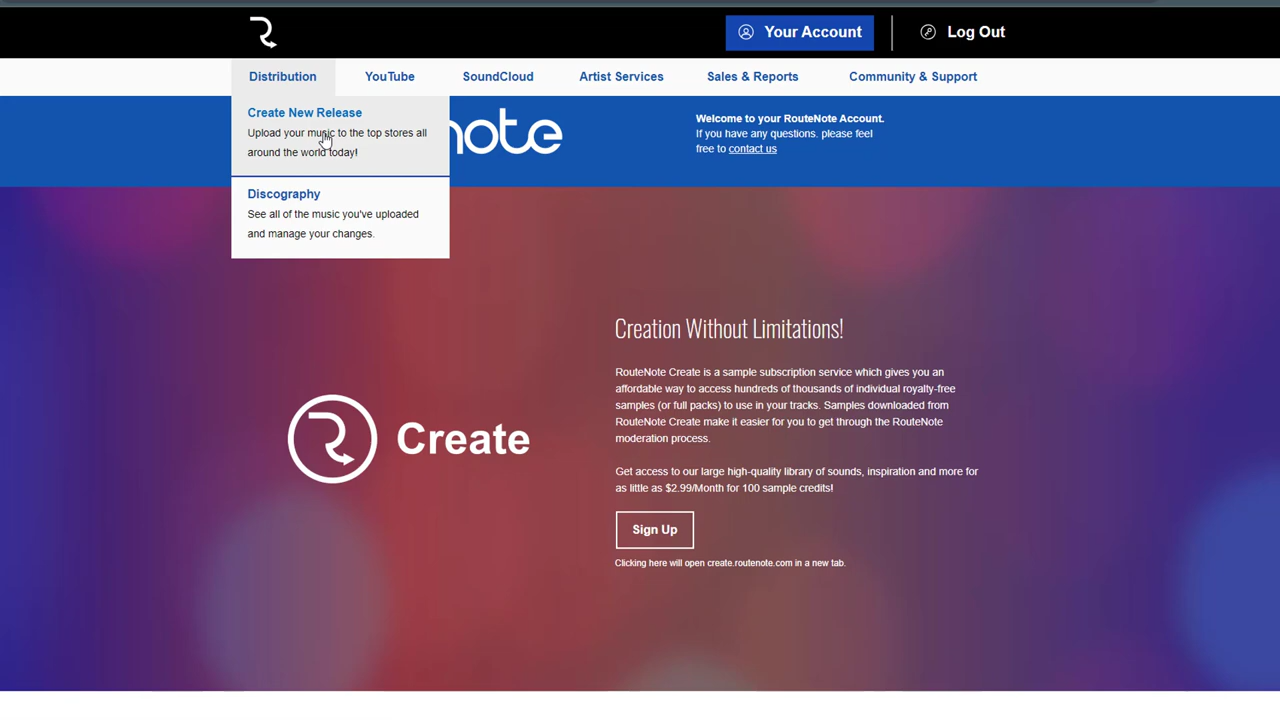 Your Account
Log Out
Distribution
YouTube
SoundCloud
Artist Services
Sales & Reports
Community & Support
Create New Release
Upload your music to the top stores all
around the world today!
Discography
See all of the music you've uploaded
and manage your changes.
note
Welcome to your RouteNote Account.
If you have any questions. please feel
free to contact us
Create
Creation Without Limitations!
RouteNote Create is a sample subscription service which gives you an
affordable way to access hundreds of thousands of individual royalty-free
samples (or full packs) to use in your tracks. Samples downloaded from
RouteNote Create make it easier for you to get through the RouteNote
moderation process.
Get access to our large high-quality library of sounds, inspiration and more for
as little as $2.99/Month for 100 sample credits!
Sign Up
Clicking here will open create.routenote.com in a new tab.